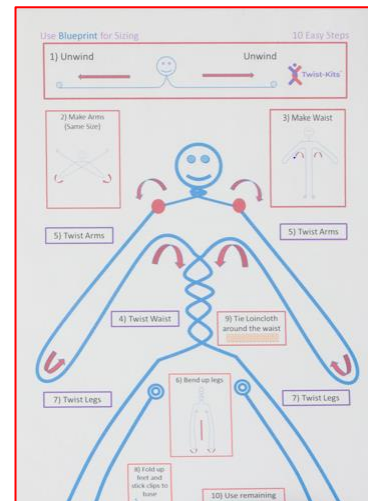 Use Blueprint for Sizing
10 Easy Steps
1) Unwind
Unwind
Twist-Kits
2) Make Arms
(Same Size)
3) Make Waist
5) Twist Arms
5) Twist Arms
4) Twist Waist
9) Tie Loincloth
around the waist
6) Bend up legs
7) Twist Legs
7) Twist Legs
8) Fold up
feet and
stick clips to
base
10) Use remaining